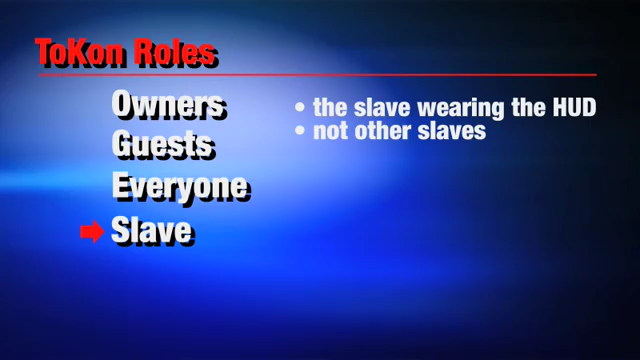 ToKon Roles
Owners
Guests
Everyone
Slave
• the slave wearing the HUD
• not other slaves